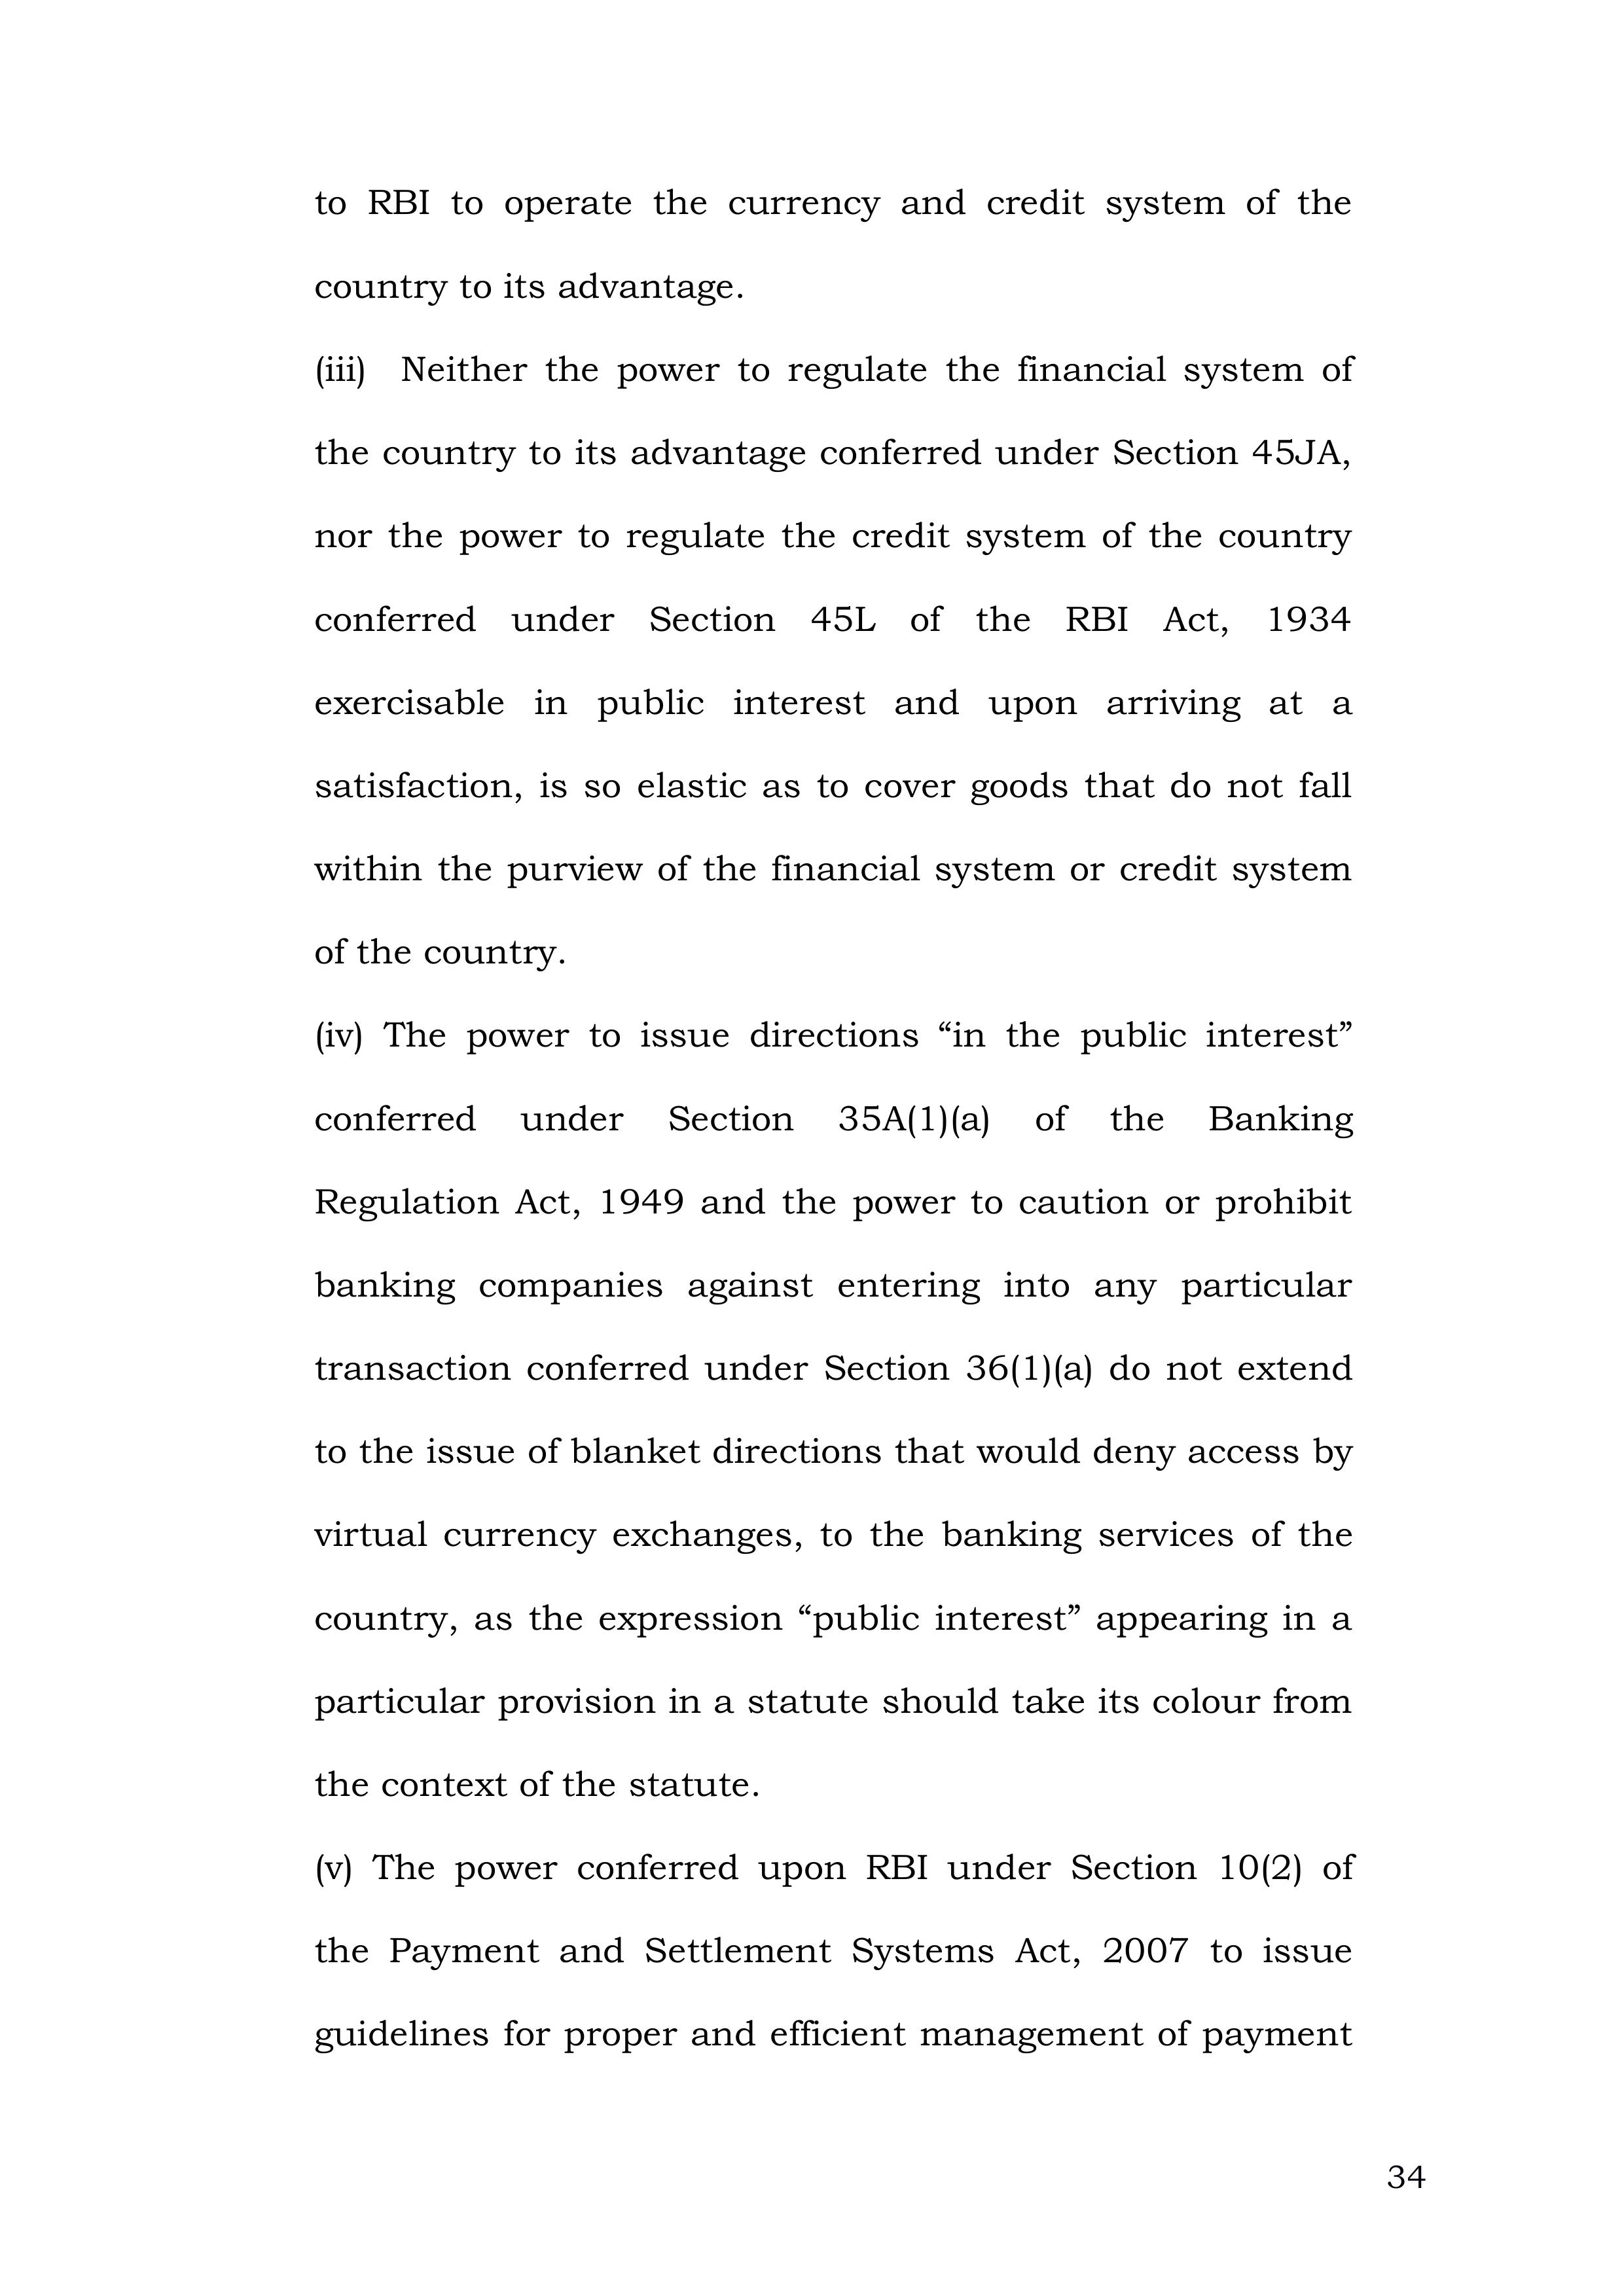 to RBI to operate the currency and credit system of the
country to its advantage.
(iii) Neither the power to regulate the financial system of
the country to its advantage conferred under Section 45JA,
nor the power to regulate the credit system of the country
conferred under Section 45L of the RBI Act, 1934
exercisable in public interest and upon arriving at a
satisfaction, is so elastic as to cover goods that do not fall
within the purview of the financial system or credit system
of the country.
(iv) The power to issue directions “in the public interest”
conferred under Section 35A(1)(a) of the Banking
Regulation Act, 1949 and the power to caution or prohibit
banking companies against entering into any particular
transaction conferred under Section 36(1)(a) do not extend
to the issue of blanket directions that would deny access by
virtual currency exchanges, to the banking services of the
country, as the expression “public interest” appearing in a
particular provision in a statute should take its colour from
the context of the statute.
(v) The power conferred upon RBI under Section 10(2) of
the Payment and Settlement Systems Act, 2007 to issue
guidelines for proper and efficient management of payment
34